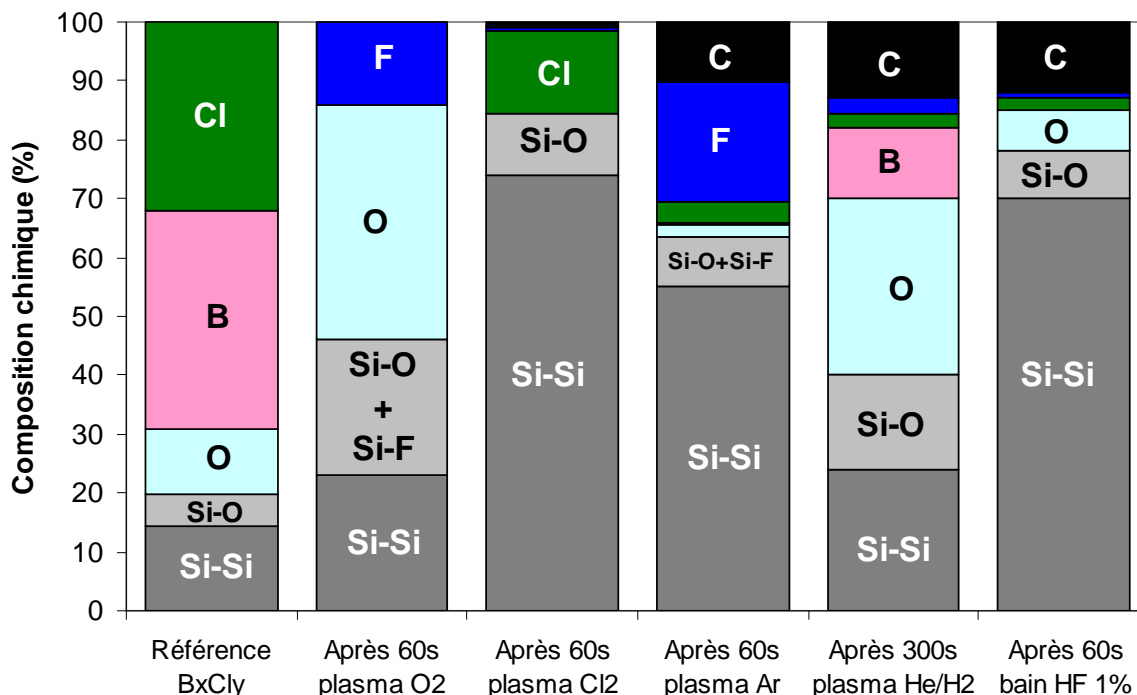 Composition chimique (%)
100
90
80
70
60
50
40
30
20
10
0
Cl
B
O
Si-O
Si-Si
F
O
Si-O
+
Si-F
Si-Si
Cl
Si-O
Si-Si
C
F
Si-O+Si-F
Si-Si
C
B
O
Si-O
Si-Si
C
O
Si-O
Si-Si
Référence
BxCly
Après 60s
plasma O2
Après 60s
plasma Cl2
Après 60s
plasma Ar
Après 300s
plasma He/H2
Après 60s
bain HF 1%